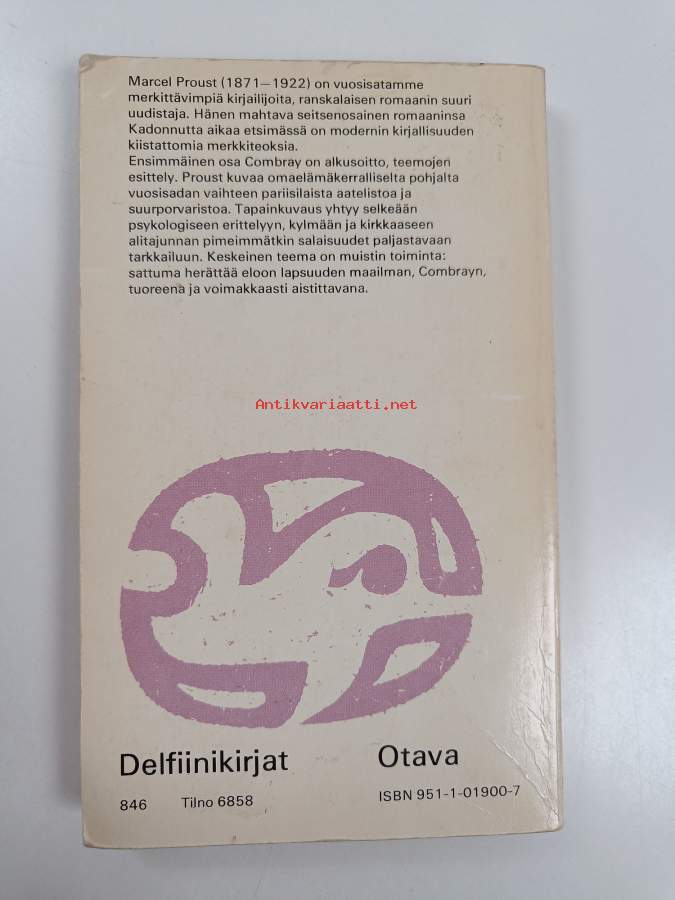 Marcel Proust (1871—1922) on vuosisatamme
merkittävimpiä kirjailijoita, ranskalaisen romaanin suuri
uudistaja. Hänen mahtava seitsenosainen romaaninsa
Kadonnutta aikaa etsimässä on modernin kirjallisuuden
kiistattomia merkkiteoksia.
Ensimmäinen osa Combray on alkusoitto, teemojen
esittely. Proust kuvaa omaelämäkerralliselta pohjalta
vuosisadan vaihteen pariisilaista aatelistoa ja
suurporvaristoa. Tapainkuvaus yhtyy selkeään
psykologiseen erittelyyn, kylmään ja kirkkaaseen
alitajunnan pimeimmätkin salaisuudet paljastavaan
tarkkailuun. Keskeinen teema on muistin toiminta:
sattuma herättää eloon lapsuuden maailman, Combrayn,
tuoreena ja voimakkaasti aistittavana.
Antikvariaatti.net
Delfiinikirjat Otava
846 Tilno 6858 ISBN 951-1-01900-7